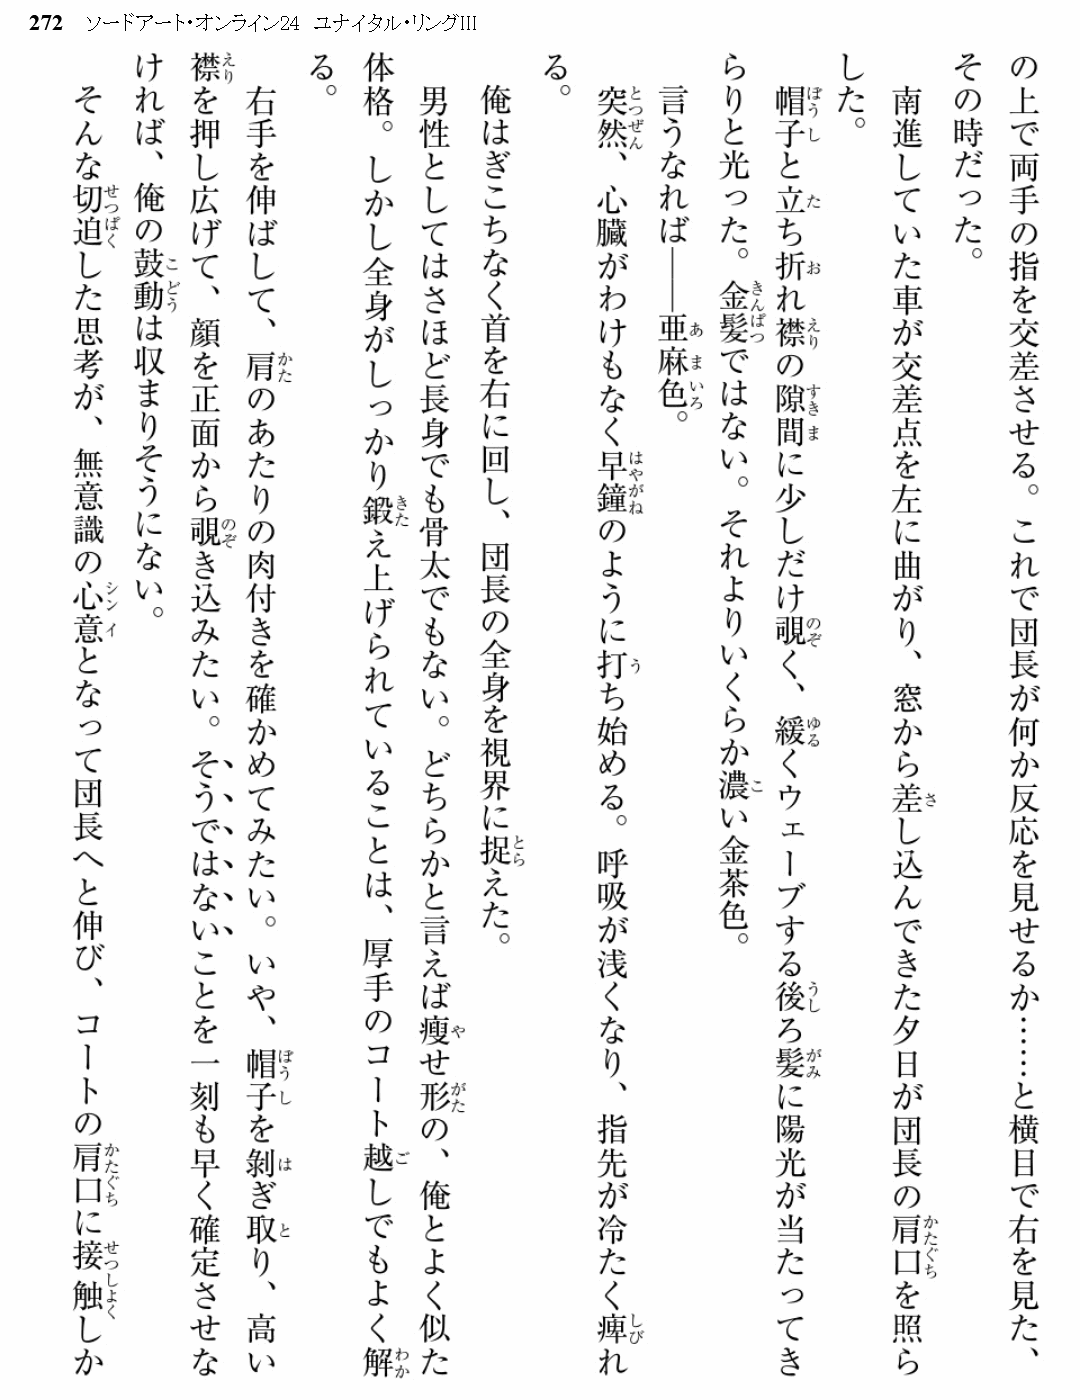 272 ソードアート・オンライン24 ユナイタル・リングIII
の上で両手の指を交差させる。これで団長が何か反応を見せるか……と横目で右を見た、
その時だった。
南進していた車が交差点を左に曲がり、窓から差し込んできた夕日が団長の肩口を照ら
した。
帽子と立ち折れ襟の隙間に少しだけ覗く、緩くウェーブする後ろ髪に陽光が当たってき
らりと光った。金髪ではない。それよりいくらか濃い金茶色。
言うなれば――亜麻色。
突然、心臓がわけもなく早鐘のように打ち始める。呼吸が浅くなり、指先が冷たく痺れ
る。
俺はぎこちなく首を右に回し、団長の全身を視界に捉えた。
男性としてはさほど長身でも骨太でもない。どちらかと言えば痩せ形の、俺とよく似た
体格。しかし全身がしっかり鍛え上げられていることは、厚手のコート越しでもよく解
る。
右手を伸ばして、肩のあたりの肉付きを確かめてみたい。いや、帽子を剝ぎ取り、高い
襟を押し広げて、顔を正面から覗き込みたい。そうではないことを一刻も早く確定させな
ければ、俺の鼓動は収まりそうにない。
そんな切迫した思考が、無意識の心意となって団長へと伸び、コートの肩口に接触しか